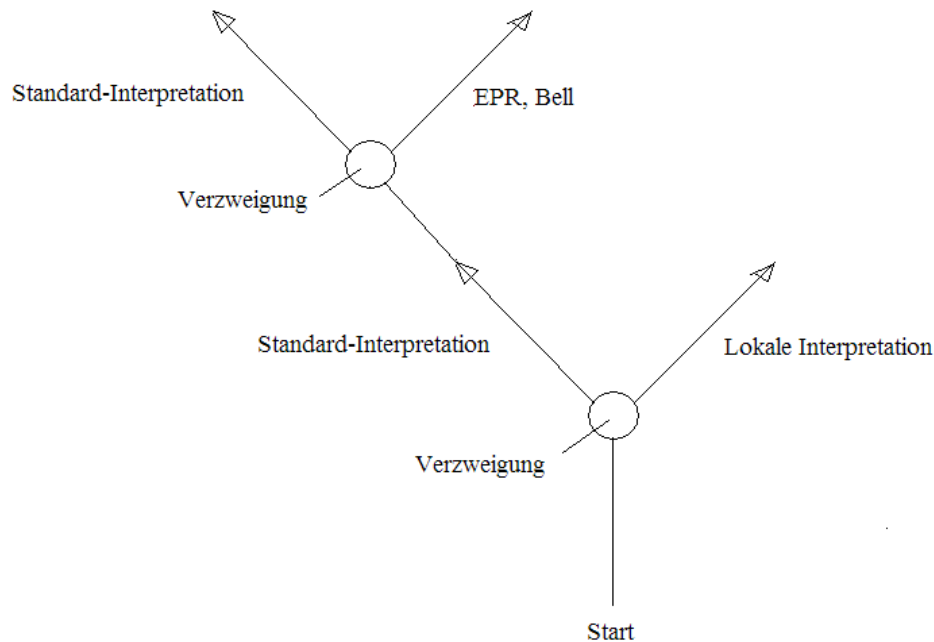 Standard-Interpretation
EPR, Bell
Verzweigung
Standard-Interpretation
Lokale Interpretation
Verzweigung
Start